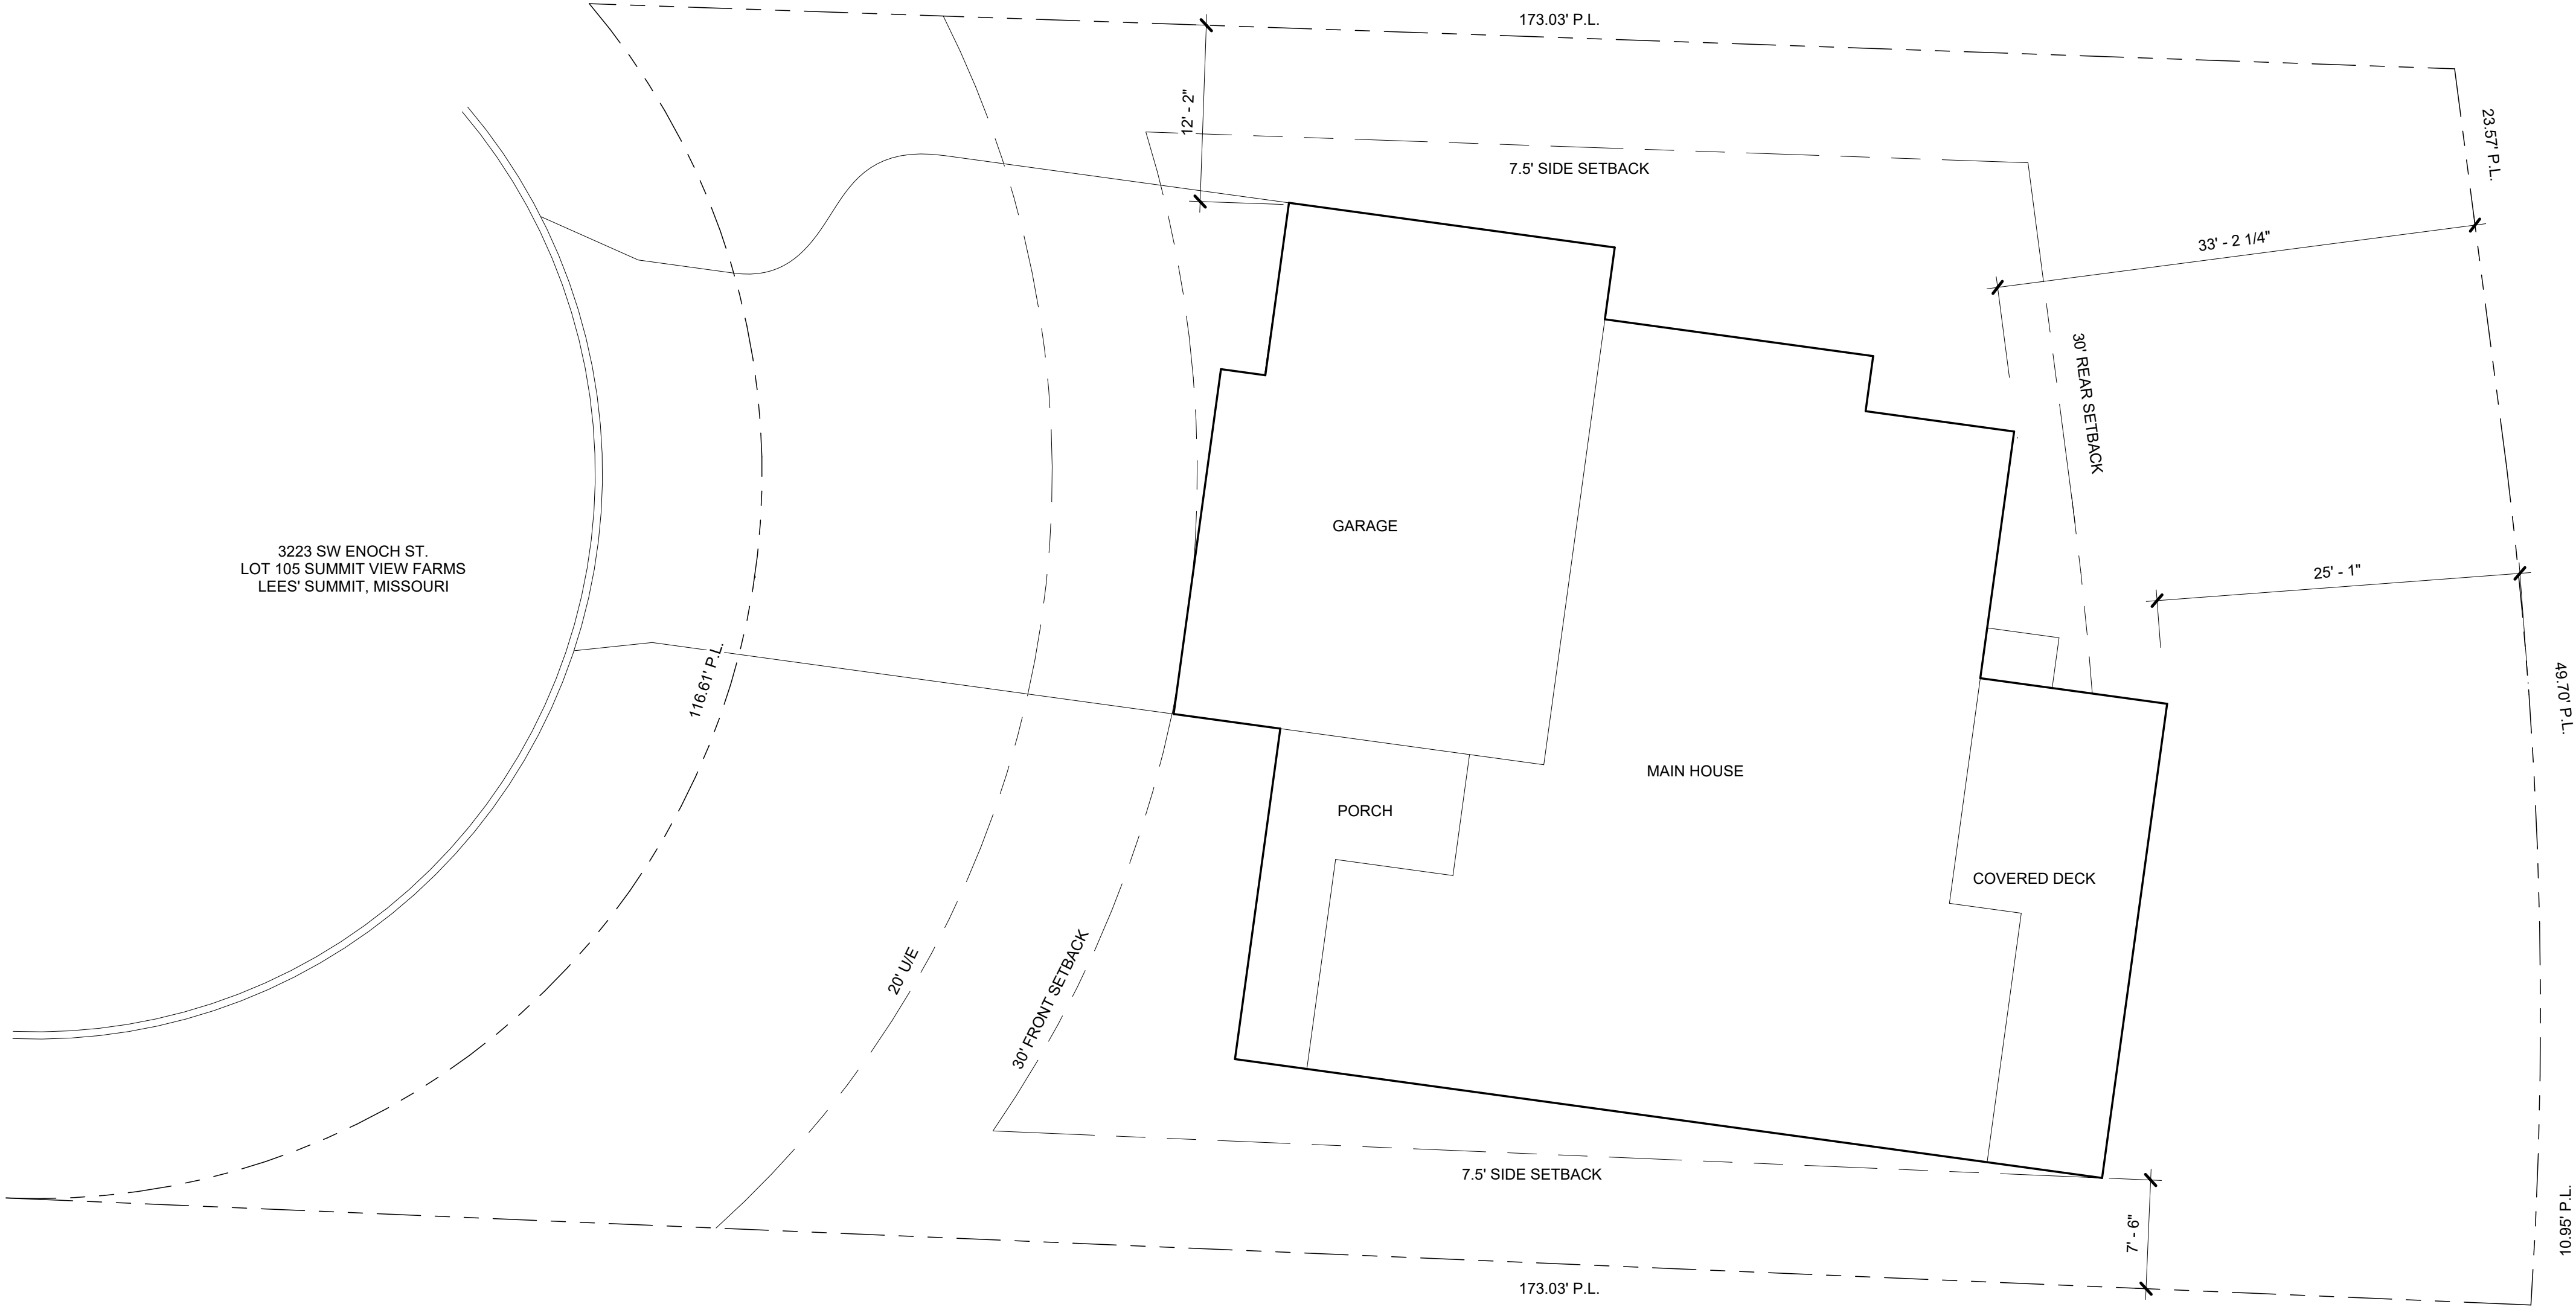 173.03' P.L.
12' - 2"
7.5' SIDE SETBACK
23.57' P.L.
33' - 2 1/4"
30' REAR SETBACK
GARAGE
3223 SW ENOCH ST.
LOT 105 SUMMIT VIEW FARMS
LEES' SUMMIT, MISSOURI
25' - 1"
116.61' P.L.
49.70' P.L.
MAIN HOUSE
PORCH
COVERED DECK
20' U/E
30' FRONT SETBACK
7.5' SIDE SETBACK
7' - 6"
10.95' P.L.
173.03' P.L.